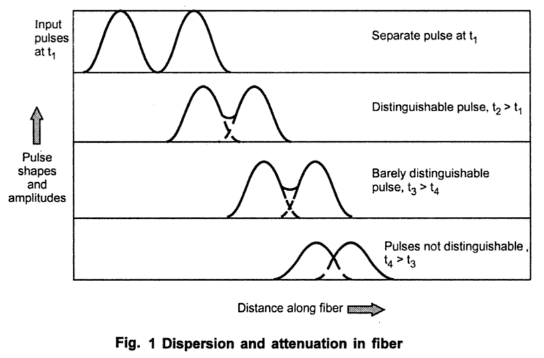 Input
pulses
at t₁
Separate pulse at t₁
Distinguishable pulse, t₂ > t₁
Pulse
shapes
and
amplitudes
Barely distinguishable
pulse, t₃ > t₄
Pulses not distinguishable ,
t₄ > t₃
Distance along fiber
Fig. 1 Dispersion and attenuation in fiber